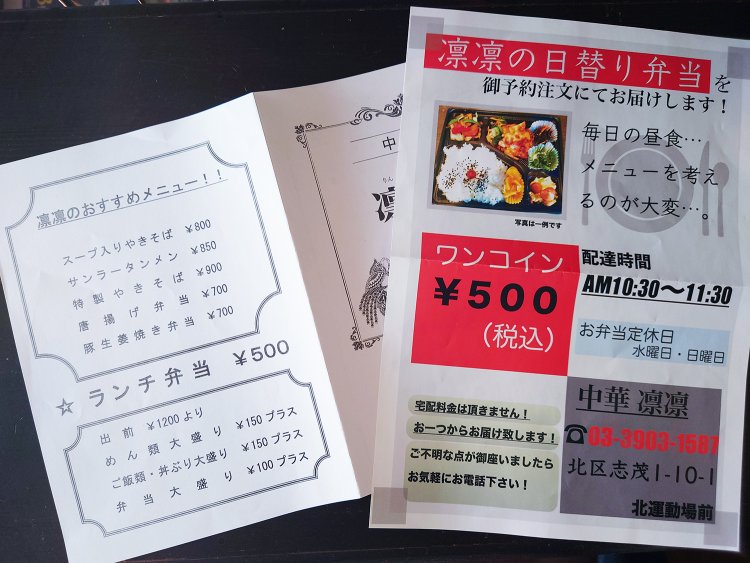 凛凛のおすすめメニュー！！
スープ入りやきそば ￥800
サンラータンメン ￥850
特製やきそば ￥900
唐揚げ弁当 ￥700
豚生姜焼き弁当 ￥700
☆ ランチ弁当 ￥500
出前 ￥1200より
めん類大盛り ￥150プラス
ご飯類・丼ぶり大盛り ￥150プラス
弁当大盛り ￥100プラス
中
りん
凛凛の日替り弁当を
御予約注文にてお届けします！
毎日の昼食…
メニューを考え
るのが大変…。
写真は一例です
ワンコイン
￥500
(税込)
配達時間
AM10:30〜11:30
お弁当定休日
水曜日・日曜日
宅配料金は頂きません！
お一つからお届け致します！
ご不明な点が御座いましたら
お気軽にお電話下さい！
中華 凛凛
☎03-3903-1587
北区志茂1-10-1
北運動場前